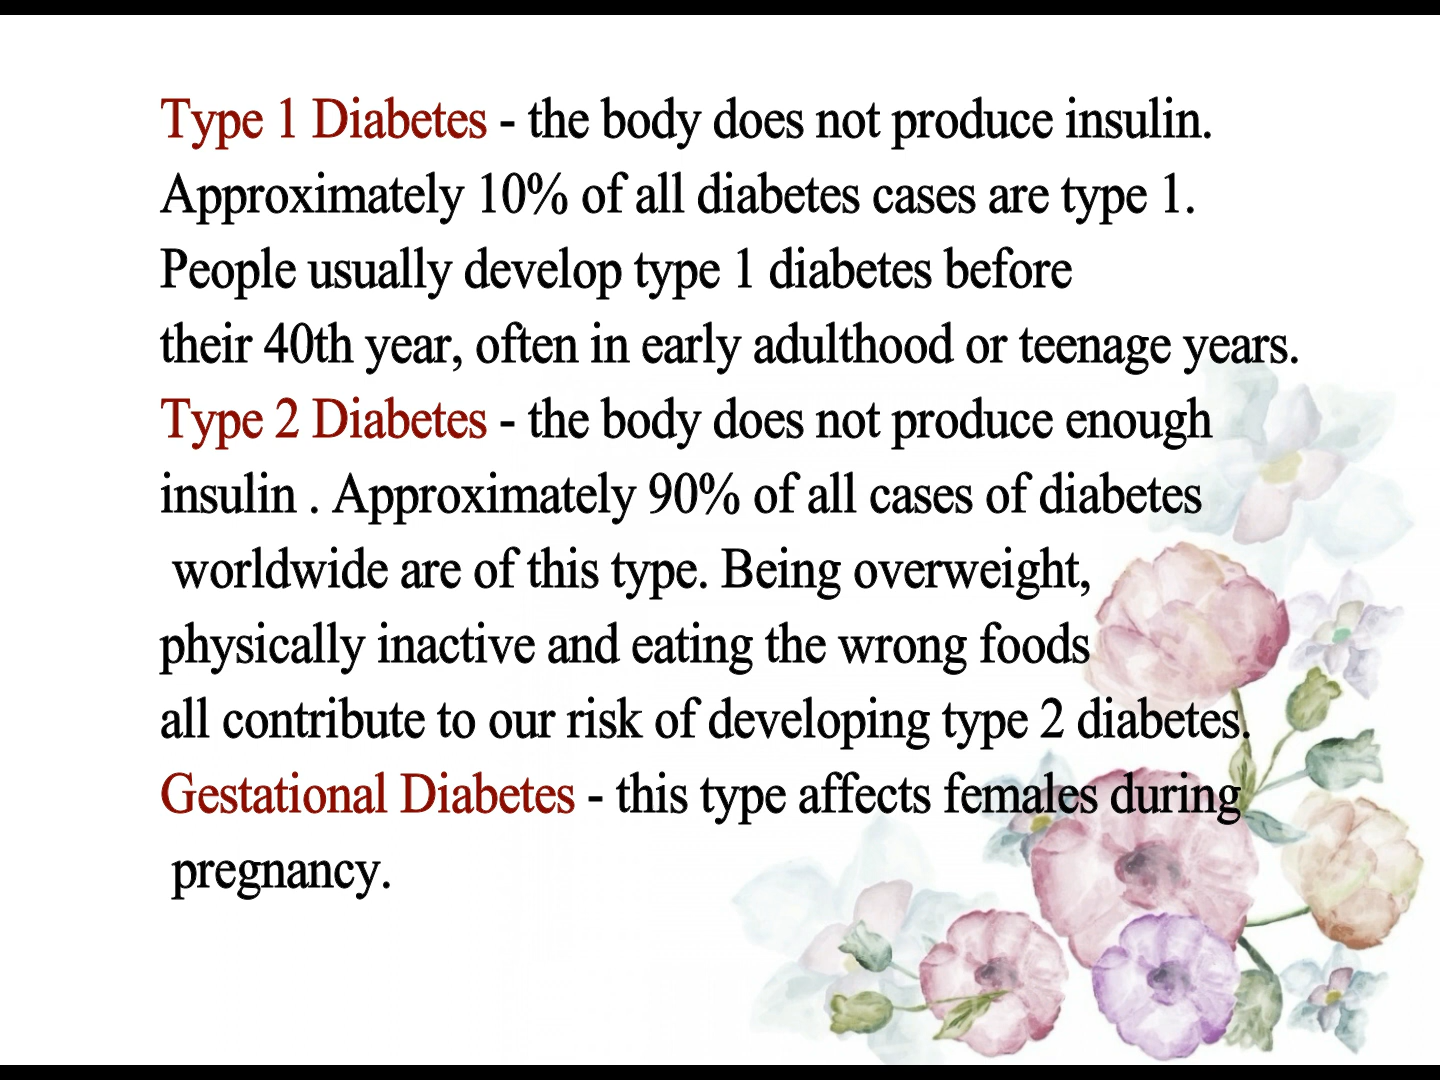 Type 1 Diabetes - the body does not produce insulin.
Approximately 10% of all diabetes cases are type 1.
People usually develop type 1 diabetes before
their 40th year, often in early adulthood or teenage years.
Type 2 Diabetes - the body does not produce enough
insulin . Approximately 90% of all cases of diabetes
worldwide are of this type. Being overweight,
physically inactive and eating the wrong foods
all contribute to our risk of developing type 2 diabetes.
Gestational Diabetes - this type affects females during
pregnancy.